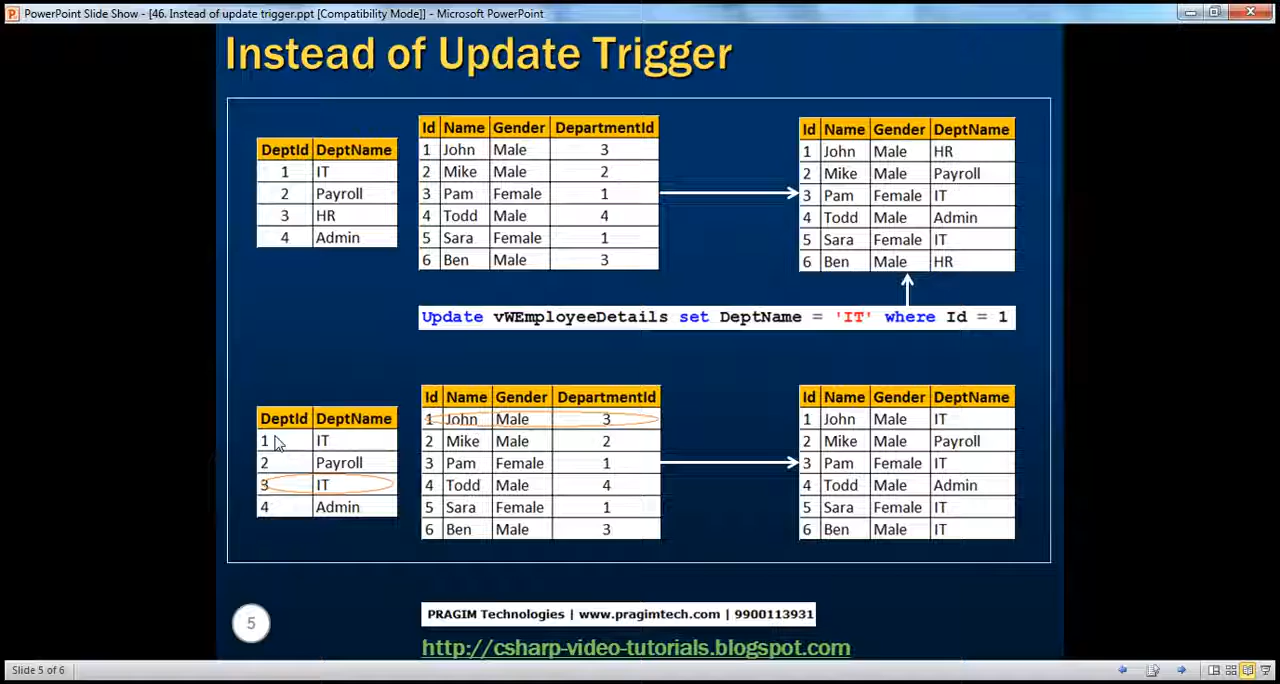 PowerPoint Slide Show - [46. Instead of update trigger.ppt [Compatibility Mode]] - Microsoft PowerPoint
Instead of Update Trigger
DeptId DeptName
1 IT
2 Payroll
3 HR
4 Admin
Id Name Gender DepartmentId
1 John Male 3
2 Mike Male 2
3 Pam Female 1
4 Todd Male 4
5 Sara Female 1
6 Ben Male 3
Id Name Gender DeptName
1 John Male HR
2 Mike Male Payroll
3 Pam Female IT
4 Todd Male Admin
5 Sara Female IT
6 Ben Male HR
Update vWEmployeeDetails set DeptName = 'IT' where Id = 1
DeptId DeptName
1 IT
2 Payroll
3 IT
4 Admin
Id Name Gender DepartmentId
1 John Male 3
2 Mike Male 2
3 Pam Female 1
4 Todd Male 4
5 Sara Female 1
6 Ben Male 3
Id Name Gender DeptName
1 John Male IT
2 Mike Male Payroll
3 Pam Female IT
4 Todd Male Admin
5 Sara Female IT
6 Ben Male IT
5
PRAGIM Technologies | www.pragimtech.com | 9900113931
http://csharp-video-tutorials.blogspot.com
Slide 5 of 6